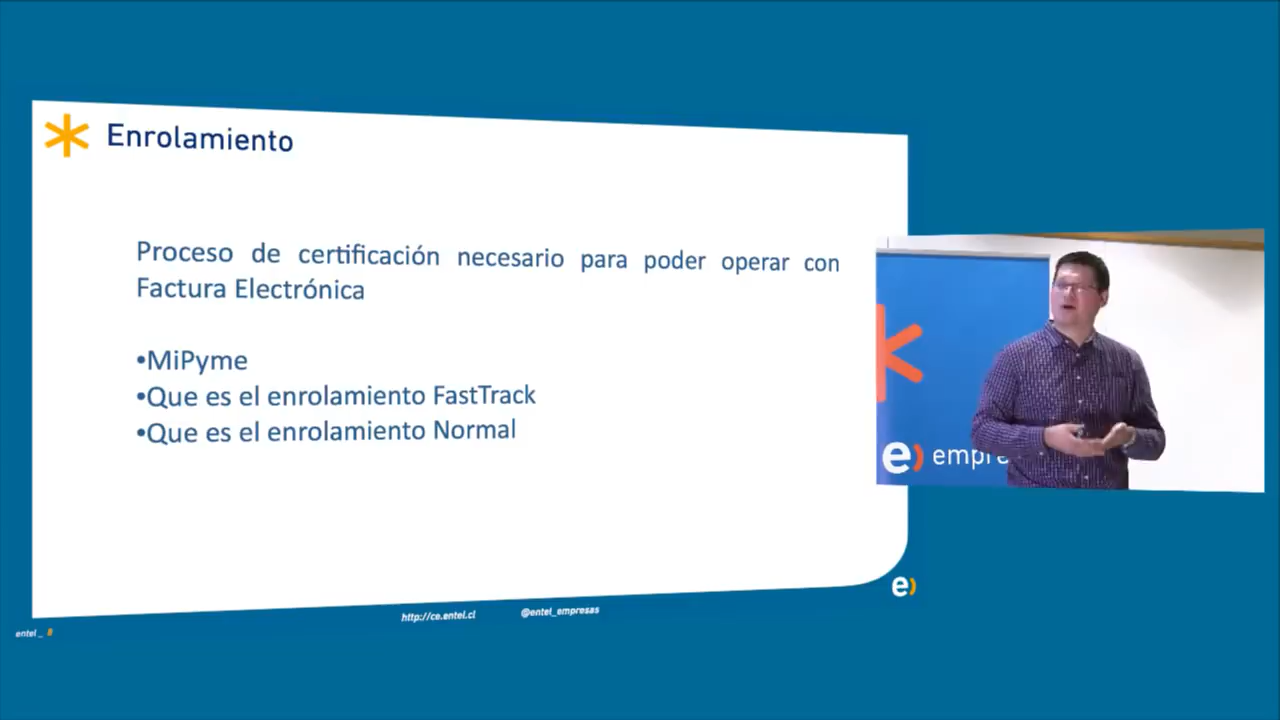 Enrolamiento
Proceso de certificación necesario para poder operar con
Factura Electrónica
•MiPyme
•Que es el enrolamiento FastTrack
•Que es el enrolamiento Normal
e) empre
e)
http://ce.entel.cl
@entel_empresas
entel _ 8